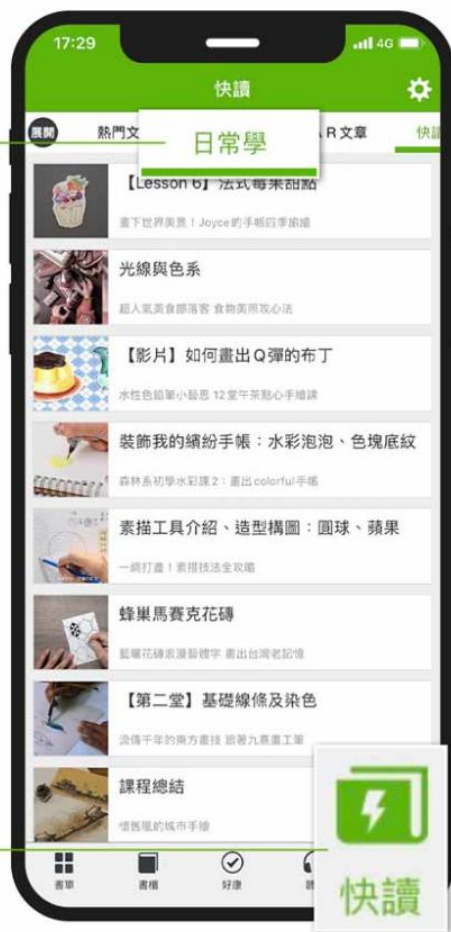 17:29
4G
快讀
展開
熱門文
日常學
AR文章
快讀
【Lesson 6】法式莓果甜點
畫下世界美景！Joyce的手帳四季旅繪
光線與色系
超人氣美食部落客 食物美照攻心法
【影片】如何畫出Q彈的布丁
水性色鉛筆小藝思 12堂午茶點心手繪課
裝飾我的繽紛手帳：水彩泡泡、色塊底紋
森林系初學水彩課2：畫出colorful手帳
素描工具介紹、造型構圖：圓球、蘋果
一網打盡！素描技法全攻略
蜂巢馬賽克花磚
藍曬花磚浪漫藝體字 畫出台灣老記憶
【第二堂】基礎線條及染色
流傳千年的東方畫技 跟著九熹畫工筆
課程總結
懷舊風的城市手繪
書單
書櫃
好康
快讀